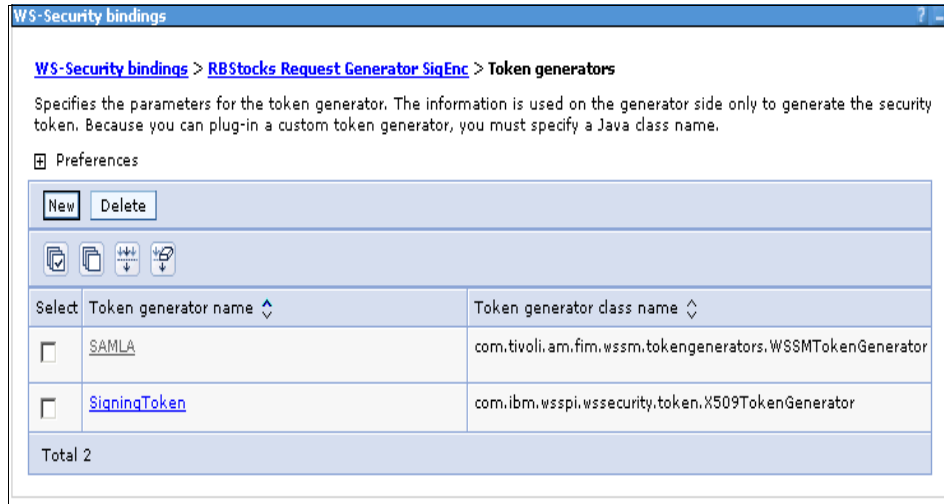 WS-Security bindings ? -
WS-Security bindings > RBStocks Request Generator SigEnc > Token generators
Specifies the parameters for the token generator. The information is used on the generator side only to generate the security
token. Because you can plug-in a custom token generator, you must specify a Java class name.
Preferences
New Delete
Select Token generator name Token generator class name
SAMLA com.tivoli.am.fim.wssm.tokengenerators.WSSMTokenGenerator
SigningToken com.ibm.wsspi.wssecurity.token.X509TokenGenerator
Total 2